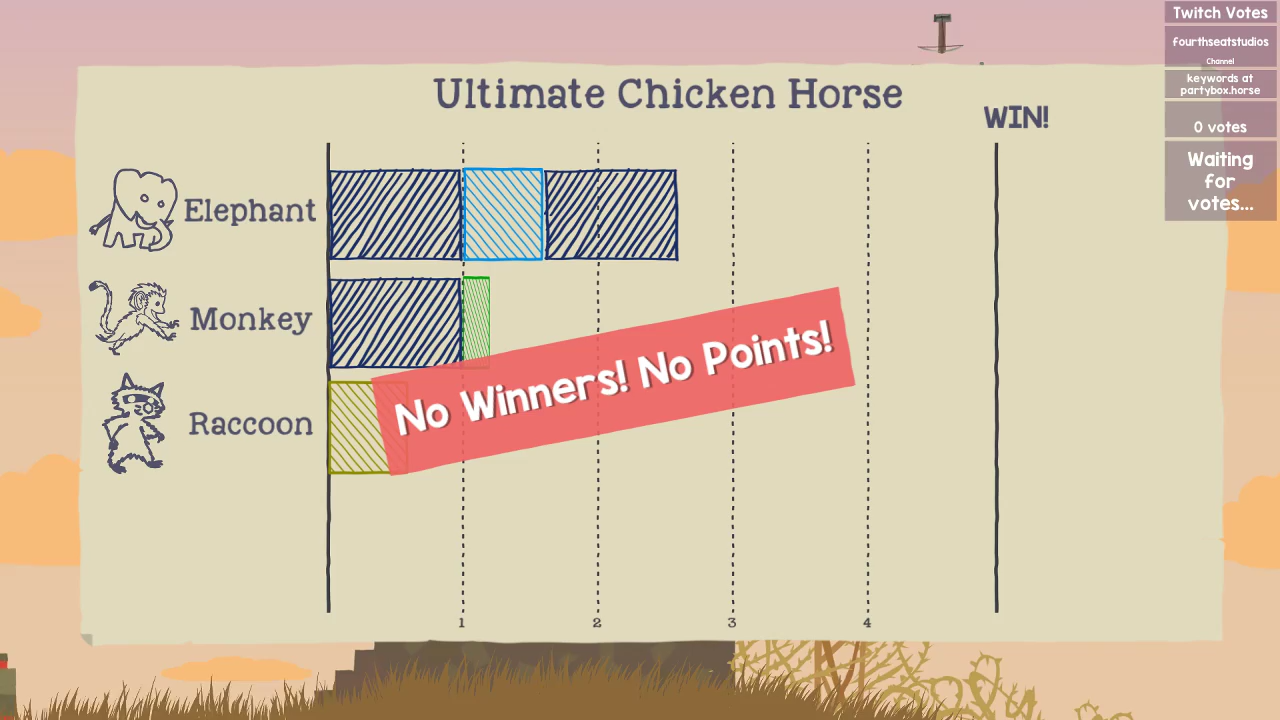 Ultimate Chicken Horse
WIN!
Elephant
Monkey
Raccoon
No Winners! No Points!
1 2 3 4
Twitch Votes
fourthseatstudios
Channel
keywords at
partybox.horse
0 votes
Waiting
for
votes...